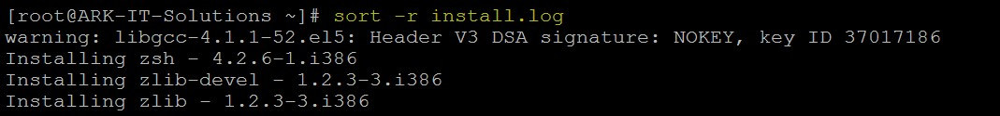 [root@ARK-IT-Solutions ~]# sort -r install.log
warning: libgcc-4.1.1-52.el5: Header V3 DSA signature: NOKEY, key ID 37017186
Installing zsh - 4.2.6-1.i386
Installing zlib-devel - 1.2.3-3.i386
Installing zlib - 1.2.3-3.i386